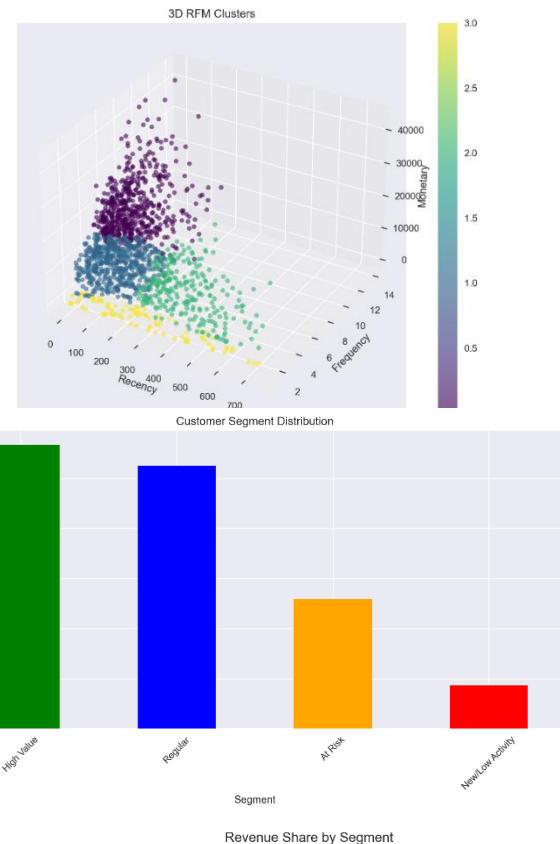 3D RFM Clusters
3.0
2.5
2.0
1.5
1.0
0.5
40000
30000
20000
10000
0
Monetary
14
12
10
8
6
4
2
Frequency
0
100
200
300
400
500
600
700
Recency
Customer Segment Distribution
High Value
Regular
At Risk
New/Low Activity
Segment
Revenue Share by Segment